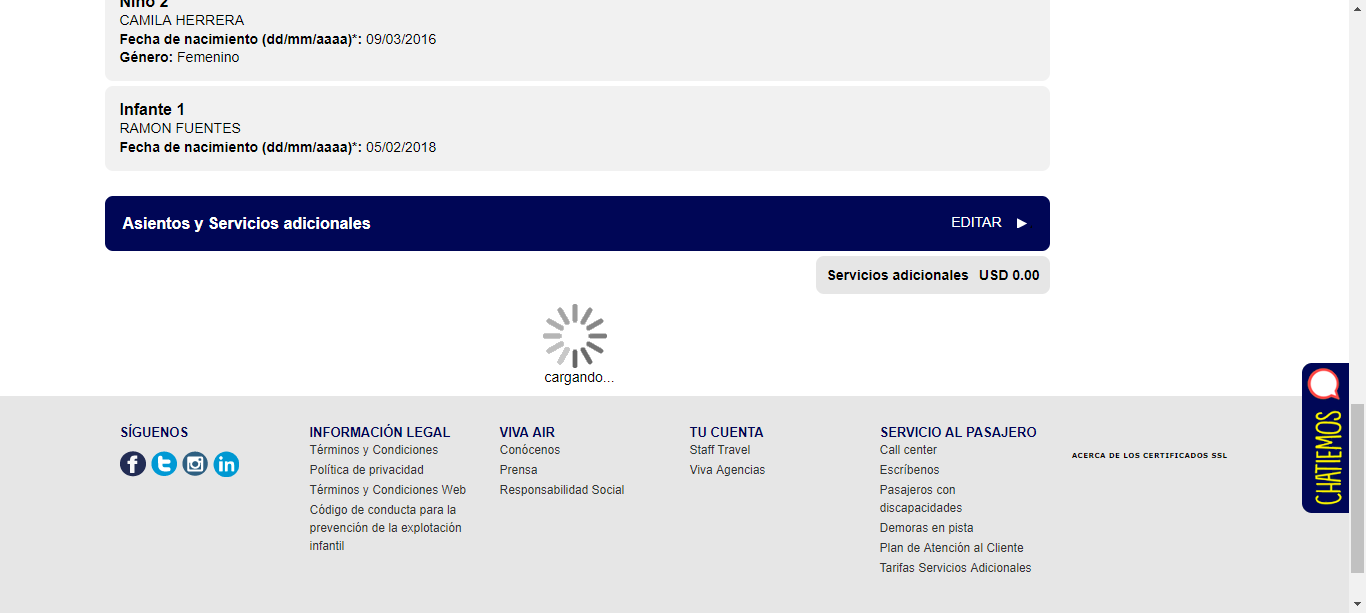 Niño 2
CAMILA HERRERA
Fecha de nacimiento (dd/mm/aaaa)*: 09/03/2016
Género: Femenino
Infante 1
RAMON FUENTES
Fecha de nacimiento (dd/mm/aaaa)*: 05/02/2018
Asientos y Servicios adicionales
EDITAR
Servicios adicionales USD 0.00
cargando...
SÍGUENOS
INFORMACIÓN LEGAL
Términos y Condiciones
Política de privacidad
Términos y Condiciones Web
Código de conducta para la
prevención de la explotación
infantil
VIVA AIR
Conócenos
Prensa
Responsabilidad Social
TU CUENTA
Staff Travel
Viva Agencias
SERVICIO AL PASAJERO
Call center
Escríbenos
Pasajeros con
discapacidades
Demoras en pista
Plan de Atención al Cliente
Tarifas Servicios Adicionales
ACERCA DE LOS CERTIFICADOS SSL
CHATIEMOS